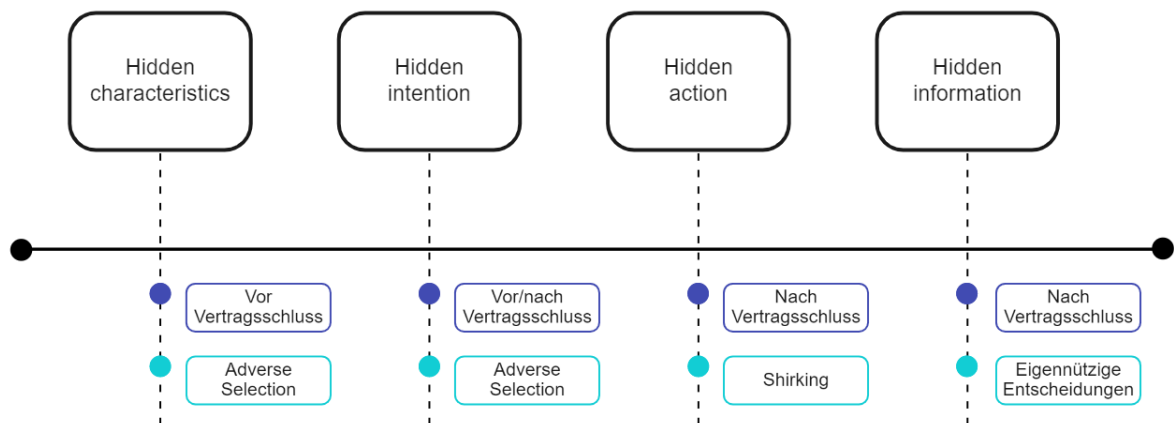 Hidden
characteristics
Hidden
intention
Hidden
action
Hidden
information
Vor
Vertragsschluss
Vor/nach
Vertragsschluss
Nach
Vertragsschluss
Nach
Vertragsschluss
Adverse
Selection
Adverse
Selection
Shirking
Eigennützige
Entscheidungen